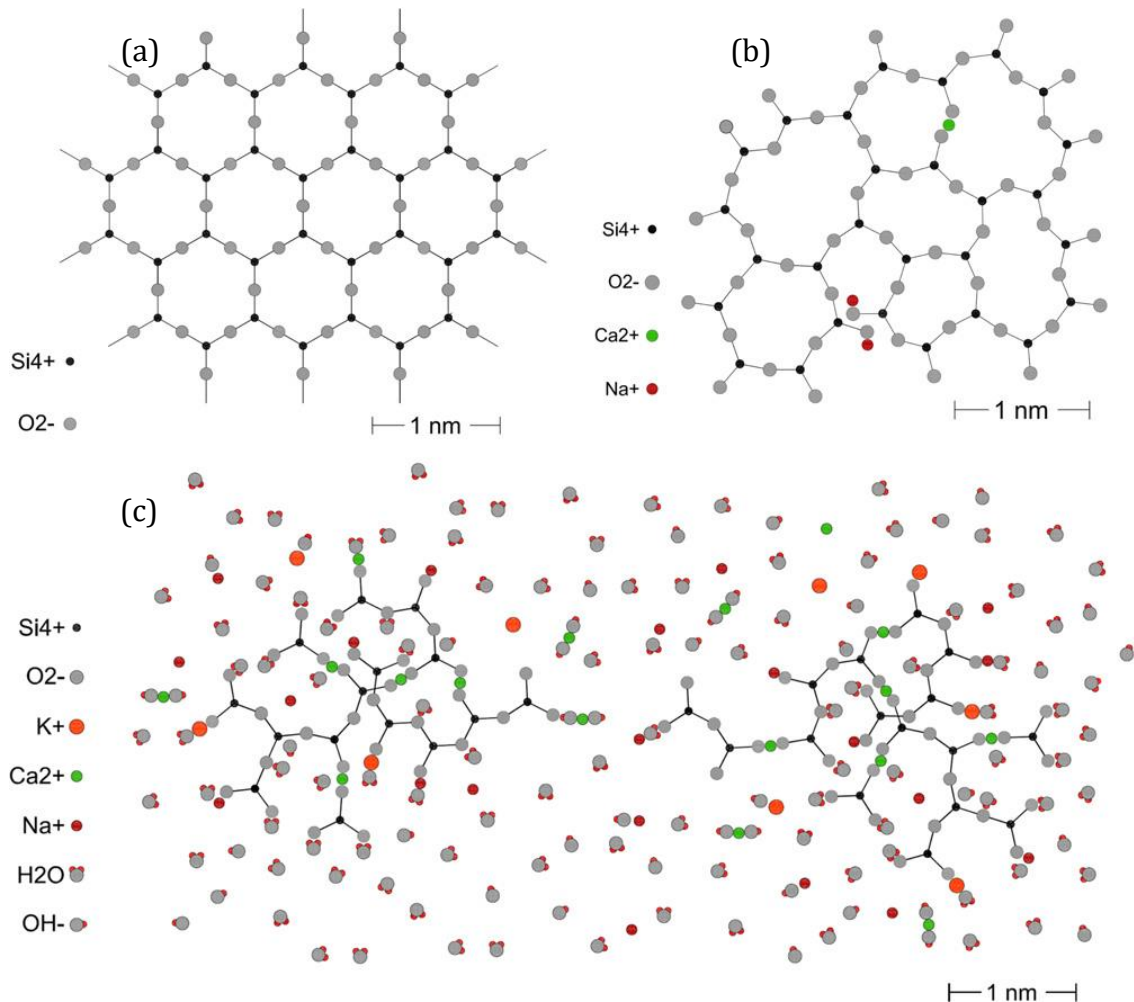 (a)
Si4+
O2-
1 nm
(b)
Si4+
O2-
Ca2+
Na+
1 nm
(c)
Si4+
O2-
K+
Ca2+
Na+
H2O
OH-
1 nm